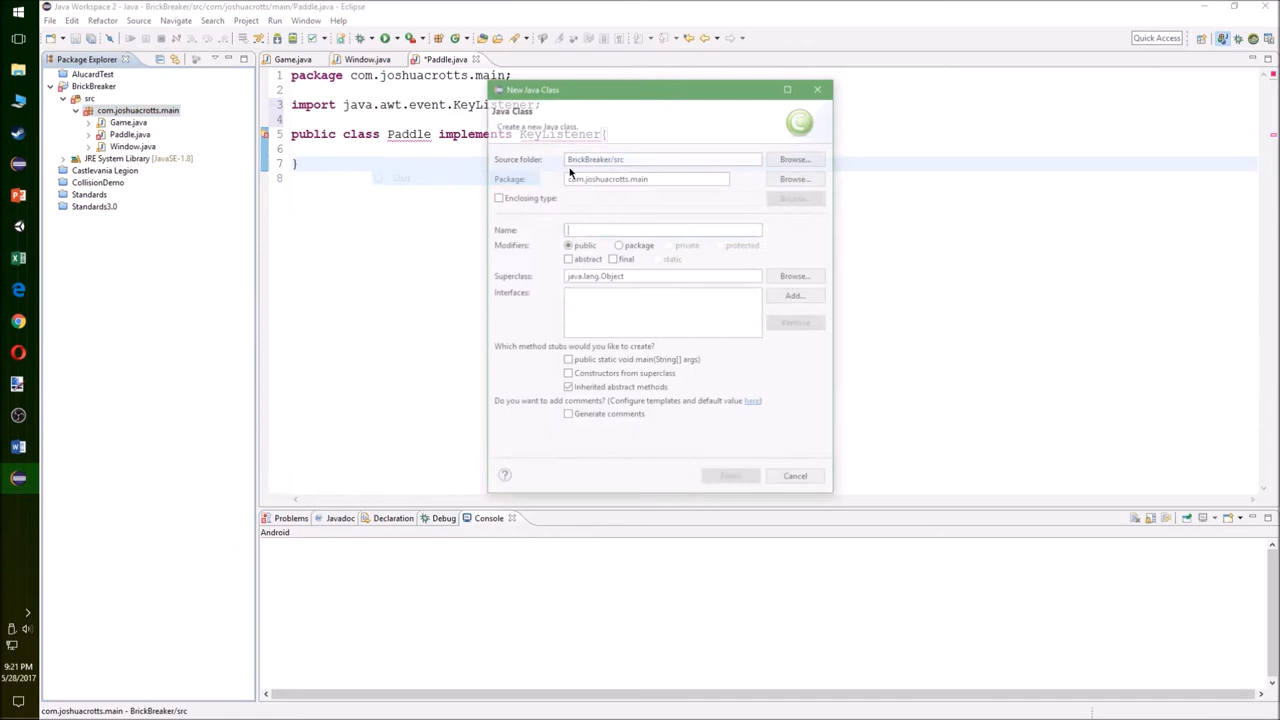 Java Workspace 2 - Java - BrickBreaker/src/com/joshuacrotts/main/Paddle.java - Eclipse
File Edit Refactor Source Navigate Search Project Run Window Help
Quick Access
Package Explorer
Game.java Window.java *Paddle.java
AlucardTest
BrickBreaker
src
com.joshuacrotts.main
Game.java
Paddle.java
Window.java
JRE System Library [JavaSE-1.8]
Castlevania Legion
CollisionDemo
Standards
Standards3.0
1 package com.joshuacrotts.main;
2
3 import java.awt.event.KeyListener;
4
5 public class Paddle implements KeyListener{
6
7 }
8
Class
New Java Class
Java Class
Create a new Java class.
Source folder: BrickBreaker/src Browse...
Package: com.joshuacrotts.main Browse...
Enclosing type: Browse...
Name:
Modifiers: public package private protected
abstract final static
Superclass: java.lang.Object Browse...
Interfaces: Add...
Remove
Which method stubs would you like to create?
public static void main(String[] args)
Constructors from superclass
Inherited abstract methods
Do you want to add comments? (Configure templates and default value here)
Generate comments
Finish Cancel
Problems Javadoc Declaration Debug Console
Android
9:21 PM
5/28/2017
com.joshuacrotts.main - BrickBreaker/src